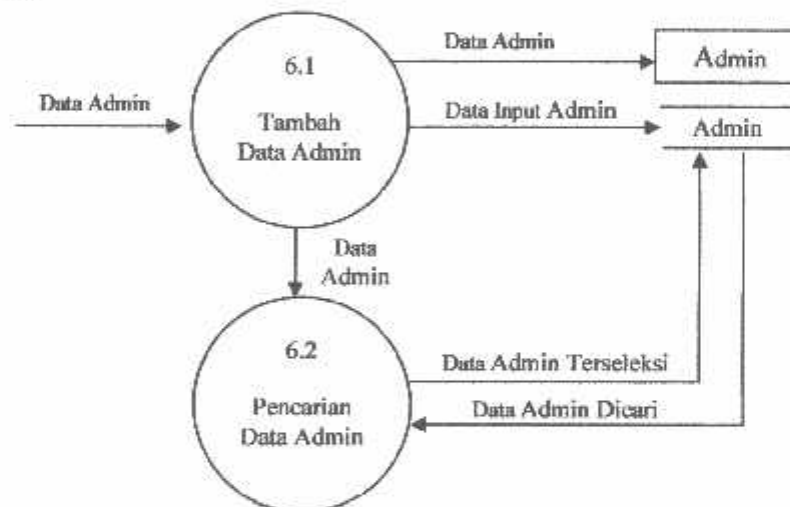 Data Admin
6.1
Tambah
Data Admin
Data Admin
Admin
Data Input Admin
Admin
Data
Admin
6.2
Pencarian
Data Admin
Data Admin Terseleksi
Data Admin Dicari